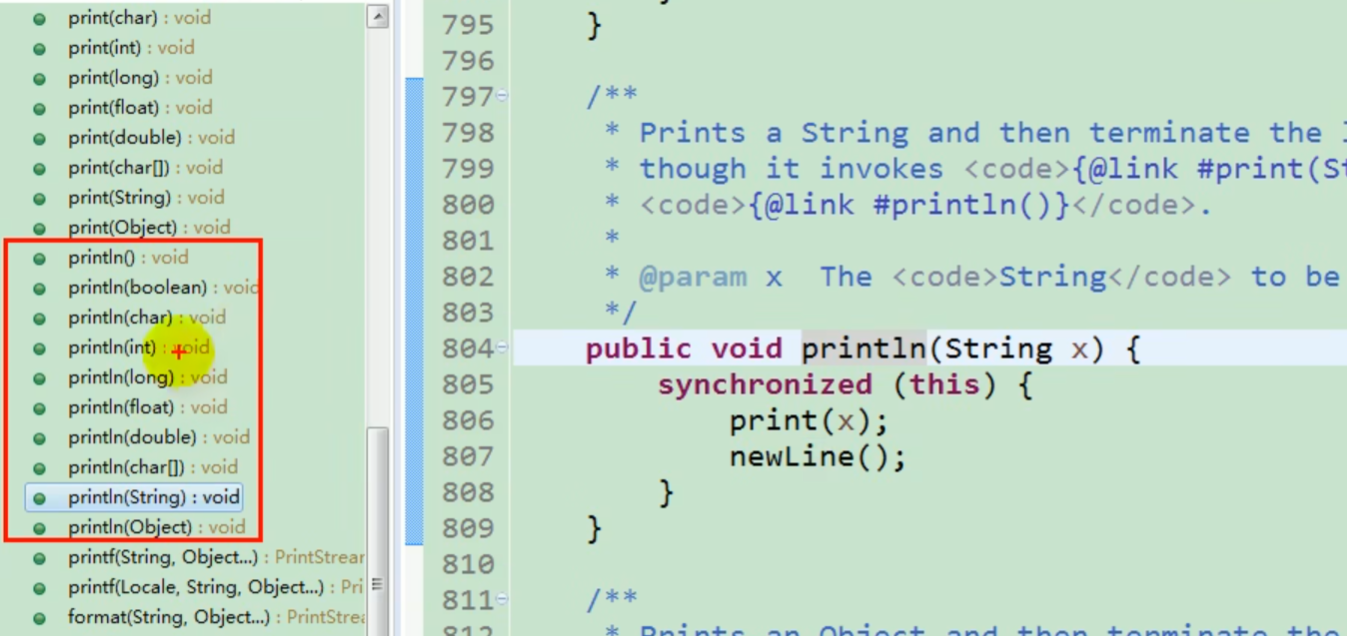 print(char) : void
print(int) : void
print(long) : void
print(float) : void
print(double) : void
print(char[]) : void
print(String) : void
print(Object) : void
println() : void
println(boolean) : void
println(char) : void
println(int) : void
println(long) : void
println(float) : void
println(double) : void
println(char[]) : void
println(String) : void
println(Object) : void
printf(String, Object...) : PrintStrear
printf(Locale, String, Object...) : Pri
format(String, Object...) : PrintStrea
795 }
796
797 /**
798 * Prints a String and then terminate the
799 * though it invokes <code>{@link #print(St
800 * <code>{@link #println()}</code>.
801 *
802 * @param x  The <code>String</code> to be
803 */
804 public void println(String x) {
805 synchronized (this) {
806 print(x);
807 newLine();
808 }
809 }
810
811 /**
812 * Prints an Object and then terminate the